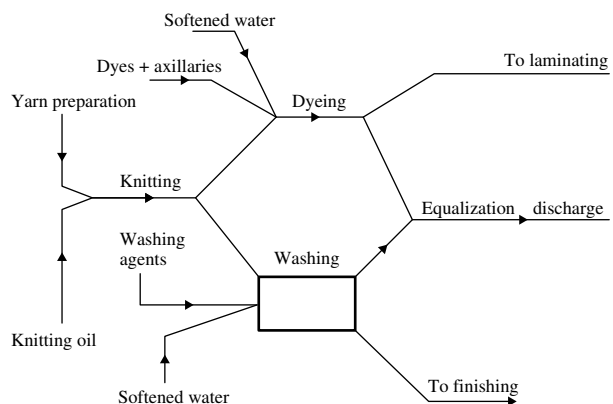 Softened water
To laminating
Dyes + axillaries
Yarn preparation
Dyeing
Knitting
Equalization discharge
Washing
agents
Washing
Knitting oil
Softened water
To finishing